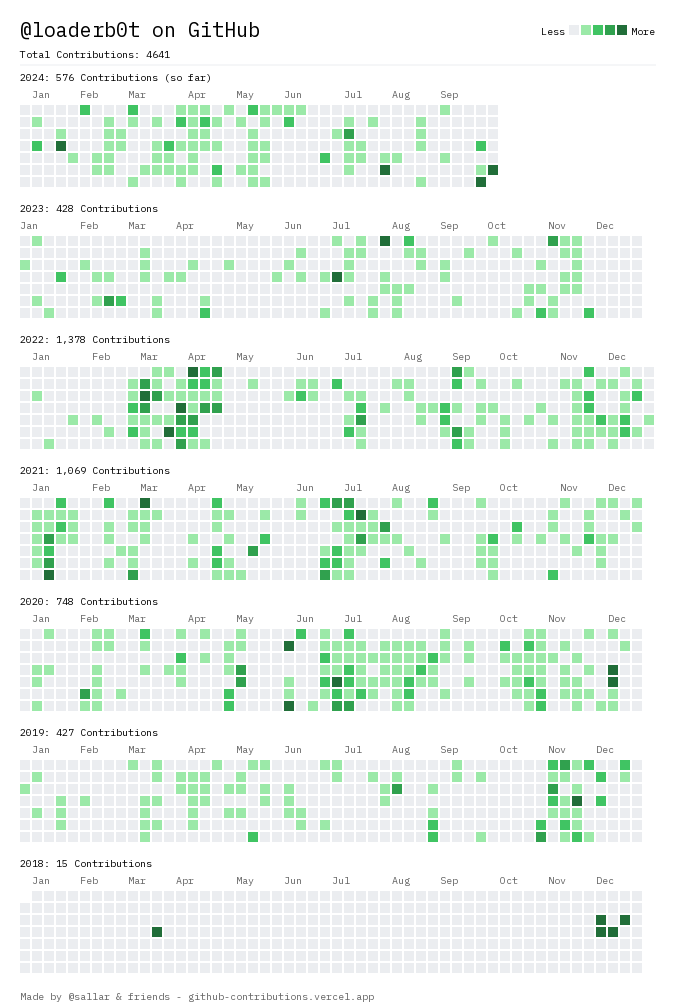 @loaderb0t on GitHub
Less More
Total Contributions: 4641
2024: 576 Contributions (so far)
Jan Feb Mar Apr May Jun Jul Aug Sep
2023: 428 Contributions
Jan Feb Mar Apr May Jun Jul Aug Sep Oct Nov Dec
2022: 1,378 Contributions
Jan Feb Mar Apr May Jun Jul Aug Sep Oct Nov Dec
2021: 1,069 Contributions
Jan Feb Mar Apr May Jun Jul Aug Sep Oct Nov Dec
2020: 748 Contributions
Jan Feb Mar Apr May Jun Jul Aug Sep Oct Nov Dec
2019: 427 Contributions
Jan Feb Mar Apr May Jun Jul Aug Sep Oct Nov Dec
2018: 15 Contributions
Jan Feb Mar Apr May Jun Jul Aug Sep Oct Nov Dec
Made by @sallar & friends - github-contributions.vercel.app